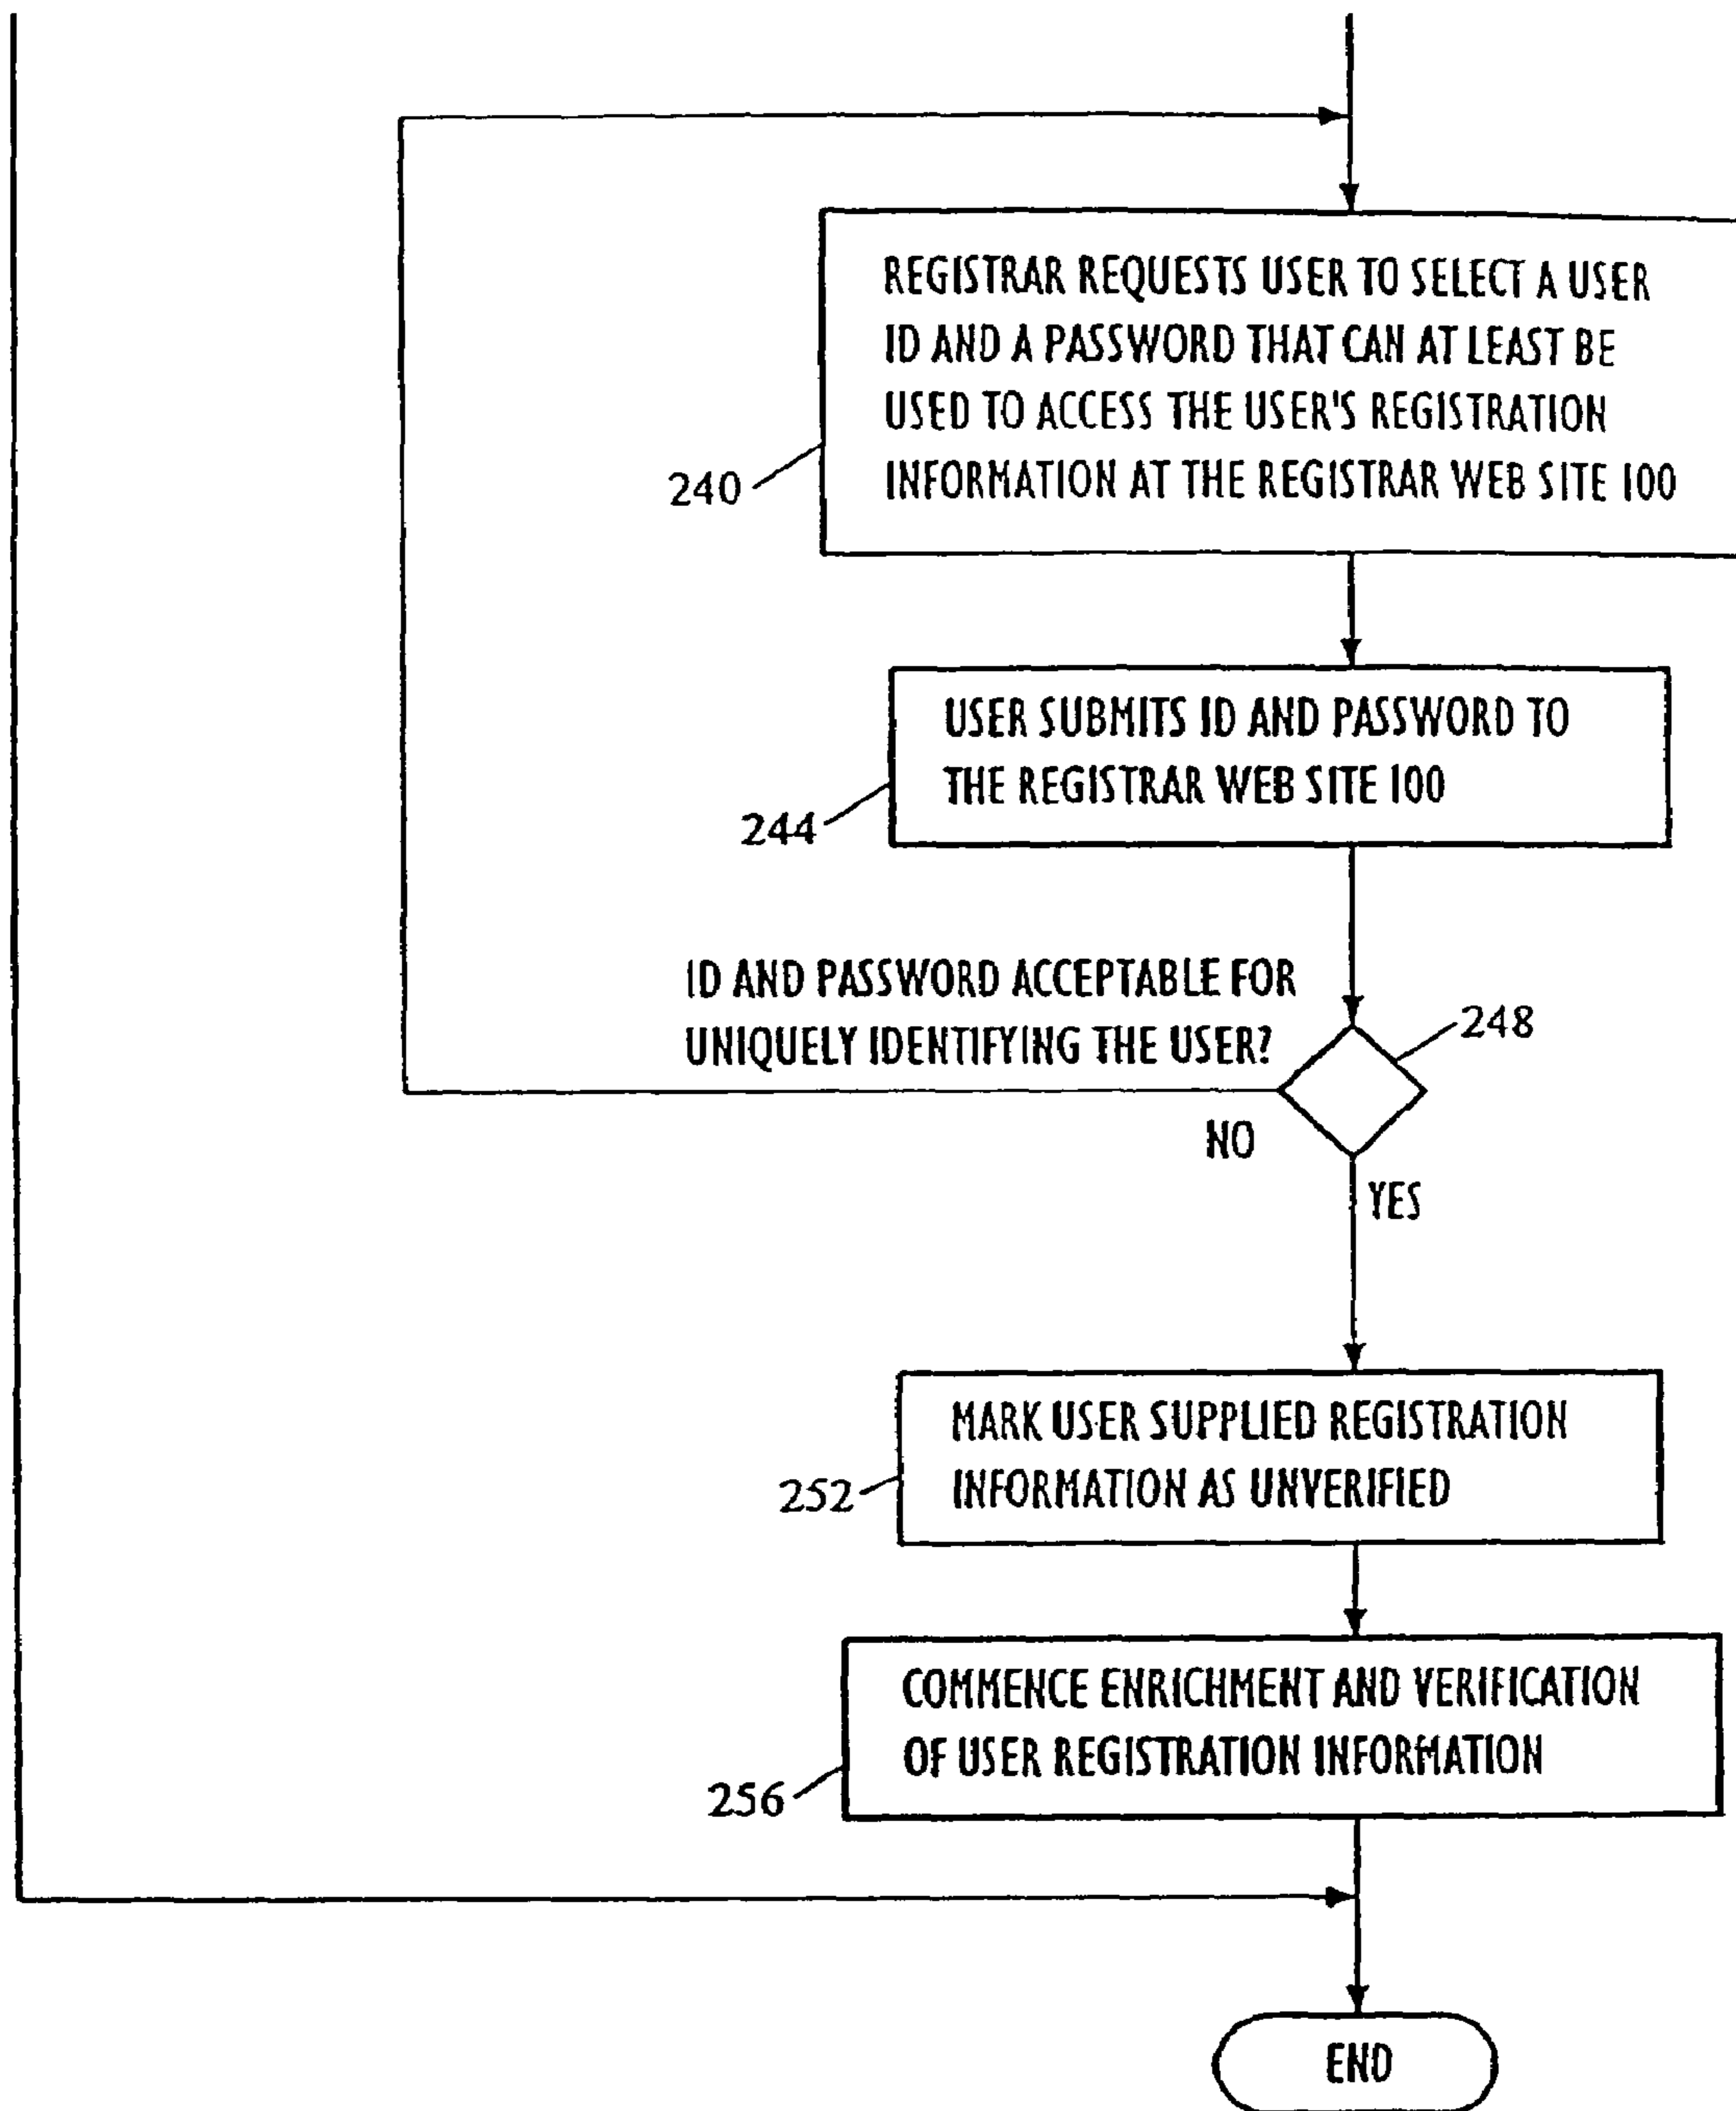 REGISTRAR REQUESTS USER TO SELECT A USER
ID AND A PASSWORD THAT CAN AT LEAST BE
USED TO ACCESS THE USER'S REGISTRATION
INFORMATION AT THE REGISTRAR WEB SITE 100
240
USER SUBMITS ID AND PASSWORD TO
THE REGISTRAR WEB SITE 100
244
ID AND PASSWORD ACCEPTABLE FOR
UNIQUELY IDENTIFYING THE USER?
248
NO
YES
MARK USER SUPPLIED REGISTRATION
INFORMATION AS UNVERIFIED
252
COMMENCE ENRICHMENT AND VERIFICATION
OF USER REGISTRATION INFORMATION
256
END